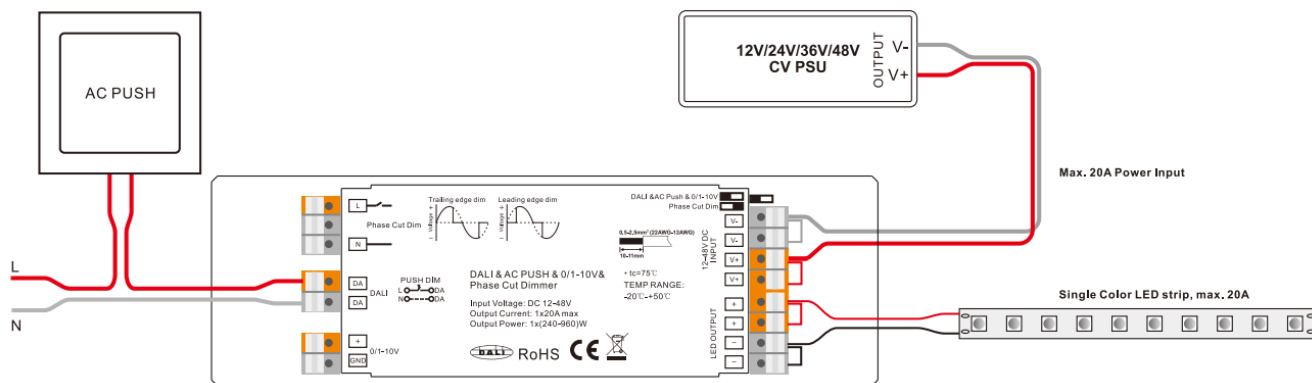 AC PUSH
L
N
12V/24V/36V/48V
CV PSU
OUTPUT
V-
V+
Max. 20A Power Input
Single Color LED strip, max. 20A
L
Phase Cut Dim
N
DA
DALI
DA
+
0/1-10V
GND
Trailing edge dim
Voltage
+
−
Leading edge dim
Voltage
+
−
PUSH DIM
L DA
N DA
DALI & AC PUSH & 0/1-10V&
Phase Cut Dimmer
Input Voltage: DC 12-48V
Output Current: 1x20A max
Output Power: 1x(240-960)W
DALI
RoHS
CE
0,5-2,5mm² (22AWG-12AWG)
10-11mm
• tc=75℃
TEMP RANGE:
-20℃-+50℃
DALI &AC Push & 0/1-10V
Phase Cut Dim
12-48V DC
INPUT
V-
V-
V+
V+
LED OUTPUT
+
+
−
−